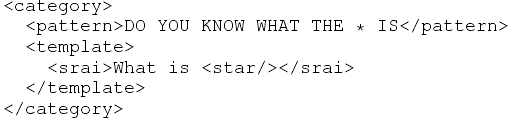 <category>
  <pattern>DO YOU KNOW WHAT THE * IS</pattern>
  <template>
    <srai>What is <star/></srai>
  </template>
</category>